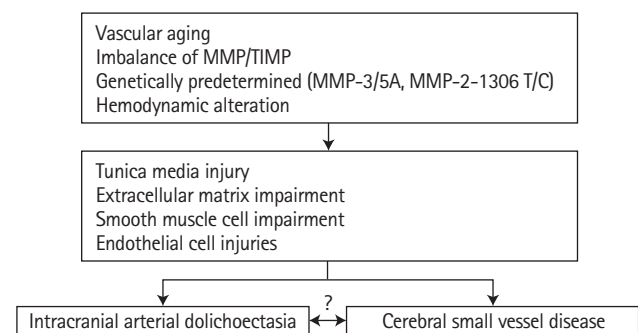 Vascular aging
Imbalance of MMP/TIMP
Genetically predetermined (MMP-3/5A, MMP-2-1306 T/C)
Hemodynamic alteration
Tunica media injury
Extracellular matrix impairment
Smooth muscle cell impairment
Endothelial cell injuries
?
Intracranial arterial dolichoectasia
Cerebral small vessel disease